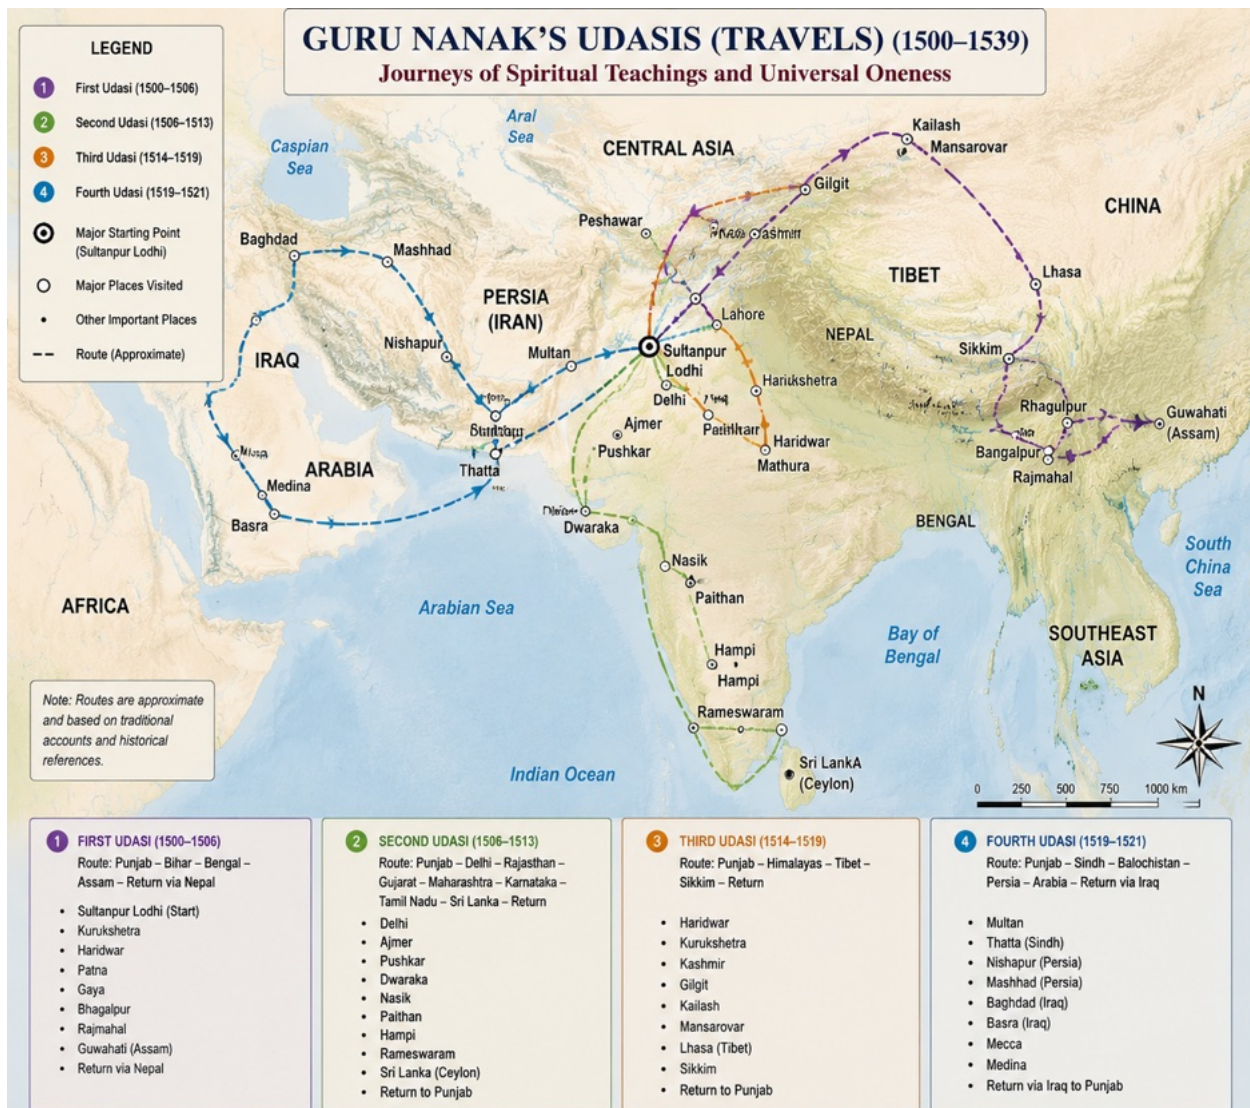 GURU NANAK'S UDASIS (TRAVELS) (1500–1539)
Journeys of Spiritual Teachings and Universal Oneness
LEGEND
1 First Udasi (1500–1506)
2 Second Udasi (1506–1513)
3 Third Udasi (1514–1519)
4 Fourth Udasi (1519–1521)
Major Starting Point
(Sultanpur Lodhi)
Major Places Visited
Other Important Places
Route (Approximate)
Caspian
Sea
Aral
Sea
CENTRAL ASIA
Kailash
Mansarovar
Gilgit
CHINA
Peshawar
Baghdad
Mashhad
TIBET
Lhasa
PERSIA
(IRAN)
Lahore
NEPAL
IRAQ
Nishapur
Multan
Sultanpur
Lodhi
Sikkim
Delhi
Harikshetra
Rhagulpur
Guwahati
(Assam)
Ajmer
Pushkar
Haridwar
Mathura
Bangalpur
Rajmahal
Thatta
ARABIA
Medina
Basra
Dwaraka
BENGAL
Nasik
Paithan
South
China
Sea
AFRICA
Arabian Sea
Bay of
Bengal
SOUTHEAST
ASIA
Hampi
Hampi
Rameswaram
Note: Routes are approximate
and based on traditional
accounts and historical
references.
N
Indian Ocean
Sri LankA
(Ceylon)
0 250 500 750 1000 km
1 FIRST UDASI (1500–1506)
Route: Punjab – Bihar – Bengal –
Assam – Return via Nepal
• Sultanpur Lodhi (Start)
• Kurukshetra
• Haridwar
• Patna
• Gaya
• Bhagalpur
• Rajmahal
• Guwahati (Assam)
• Return via Nepal
2 SECOND UDASI (1506–1513)
Route: Punjab – Delhi – Rajasthan –
Gujarat – Maharashtra – Karnataka –
Tamil Nadu – Sri Lanka – Return
• Delhi
• Ajmer
• Pushkar
• Dwaraka
• Nasik
• Paithan
• Hampi
• Rameswaram
• Sri Lanka (Ceylon)
• Return to Punjab
3 THIRD UDASI (1514–1519)
Route: Punjab – Himalayas – Tibet –
Sikkim – Return
• Haridwar
• Kurukshetra
• Kashmir
• Gilgit
• Kailash
• Mansarovar
• Lhasa (Tibet)
• Sikkim
• Return to Punjab
4 FOURTH UDASI (1519–1521)
Route: Punjab – Sindh – Balochistan –
Persia – Arabia – Return via Iraq
• Multan
• Thatta (Sindh)
• Nishapur (Persia)
• Mashhad (Persia)
• Baghdad (Iraq)
• Basra (Iraq)
• Mecca
• Medina
• Return via Iraq to Punjab